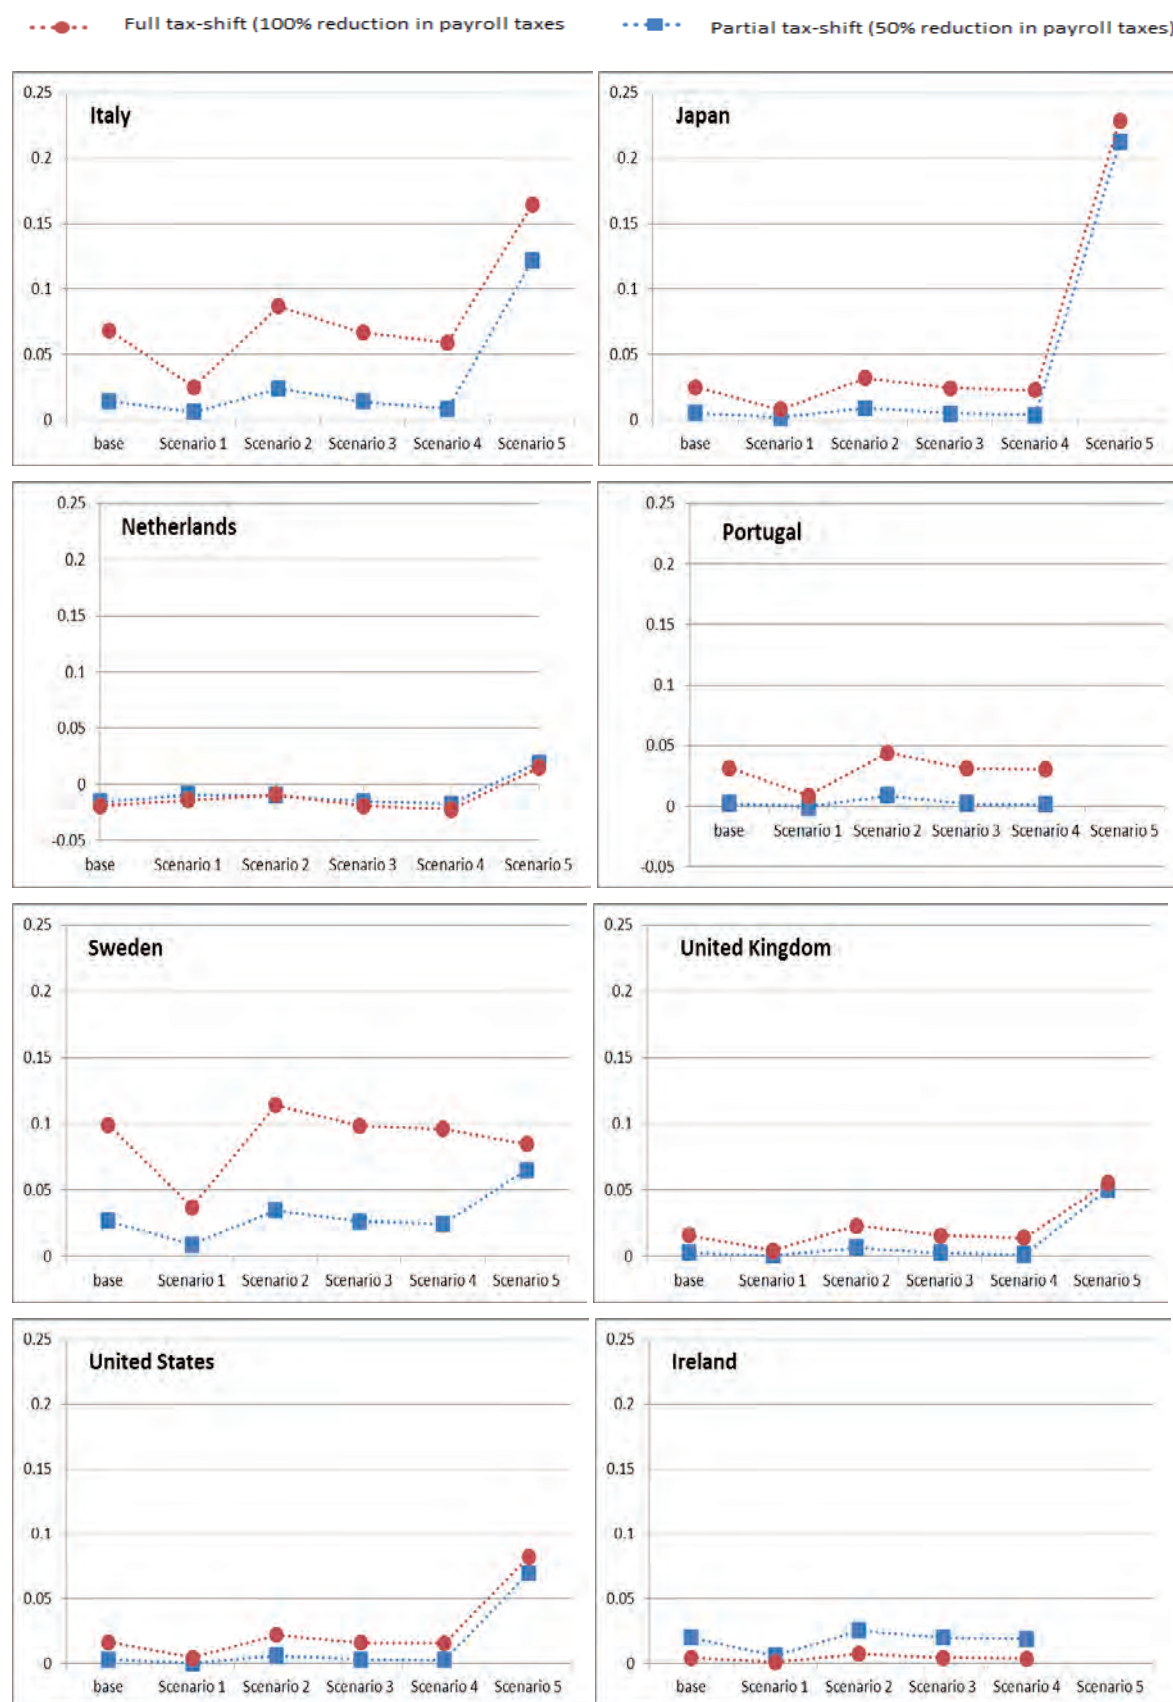 Full tax-shift (100% reduction in payroll taxes
Partial tax-shift (50% reduction in payroll taxes)
Italy
0.25
0.2
0.15
0.1
0.05
0
base Scenario 1 Scenario 2 Scenario 3 Scenario 4 Scenario 5
Japan
0.25
0.2
0.15
0.1
0.05
0
base Scenario 1 Scenario 2 Scenario 3 Scenario 4 Scenario 5
Netherlands
0.25
0.2
0.15
0.1
0.05
0
-0.05
base Scenario 1 Scenario 2 Scenario 3 Scenario 4 Scenario 5
Portugal
0.25
0.2
0.15
0.1
0.05
0
base Scenario 1 Scenario 2 Scenario 3 Scenario 4 Scenario 5
-0.05
Sweden
0.25
0.2
0.15
0.1
0.05
0
base Scenario 1 Scenario 2 Scenario 3 Scenario 4 Scenario 5
United Kingdom
0.25
0.2
0.15
0.1
0.05
0
base Scenario 1 Scenario 2 Scenario 3 Scenario 4 Scenario 5
United States
0.25
0.2
0.15
0.1
0.05
0
base Scenario 1 Scenario 2 Scenario 3 Scenario 4 Scenario 5
Ireland
0.25
0.2
0.15
0.1
0.05
0
base Scenario 1 Scenario 2 Scenario 3 Scenario 4 Scenario 5